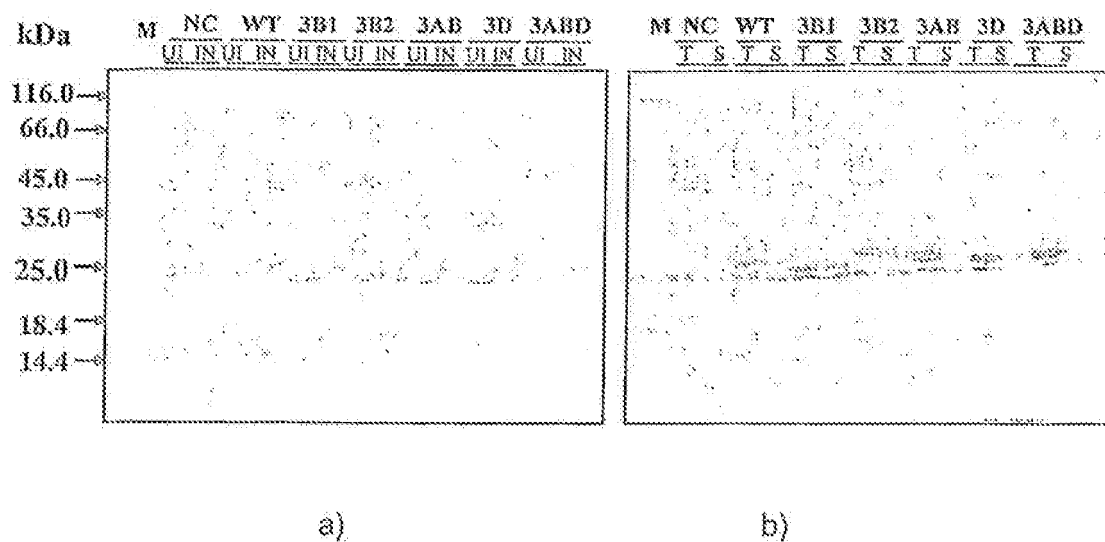 kDa M NC WT 3B1 3B2 3AB 3D 3ABD
UI IN UI IN UI IN UI IN UI IN UI IN UI IN
116.0
66.0
45.0
35.0
25.0
18.4
14.4
a)
M NC WT 3B1 3B2 3AB 3D 3ABD
T S T S T S T S T S T S T S
b)